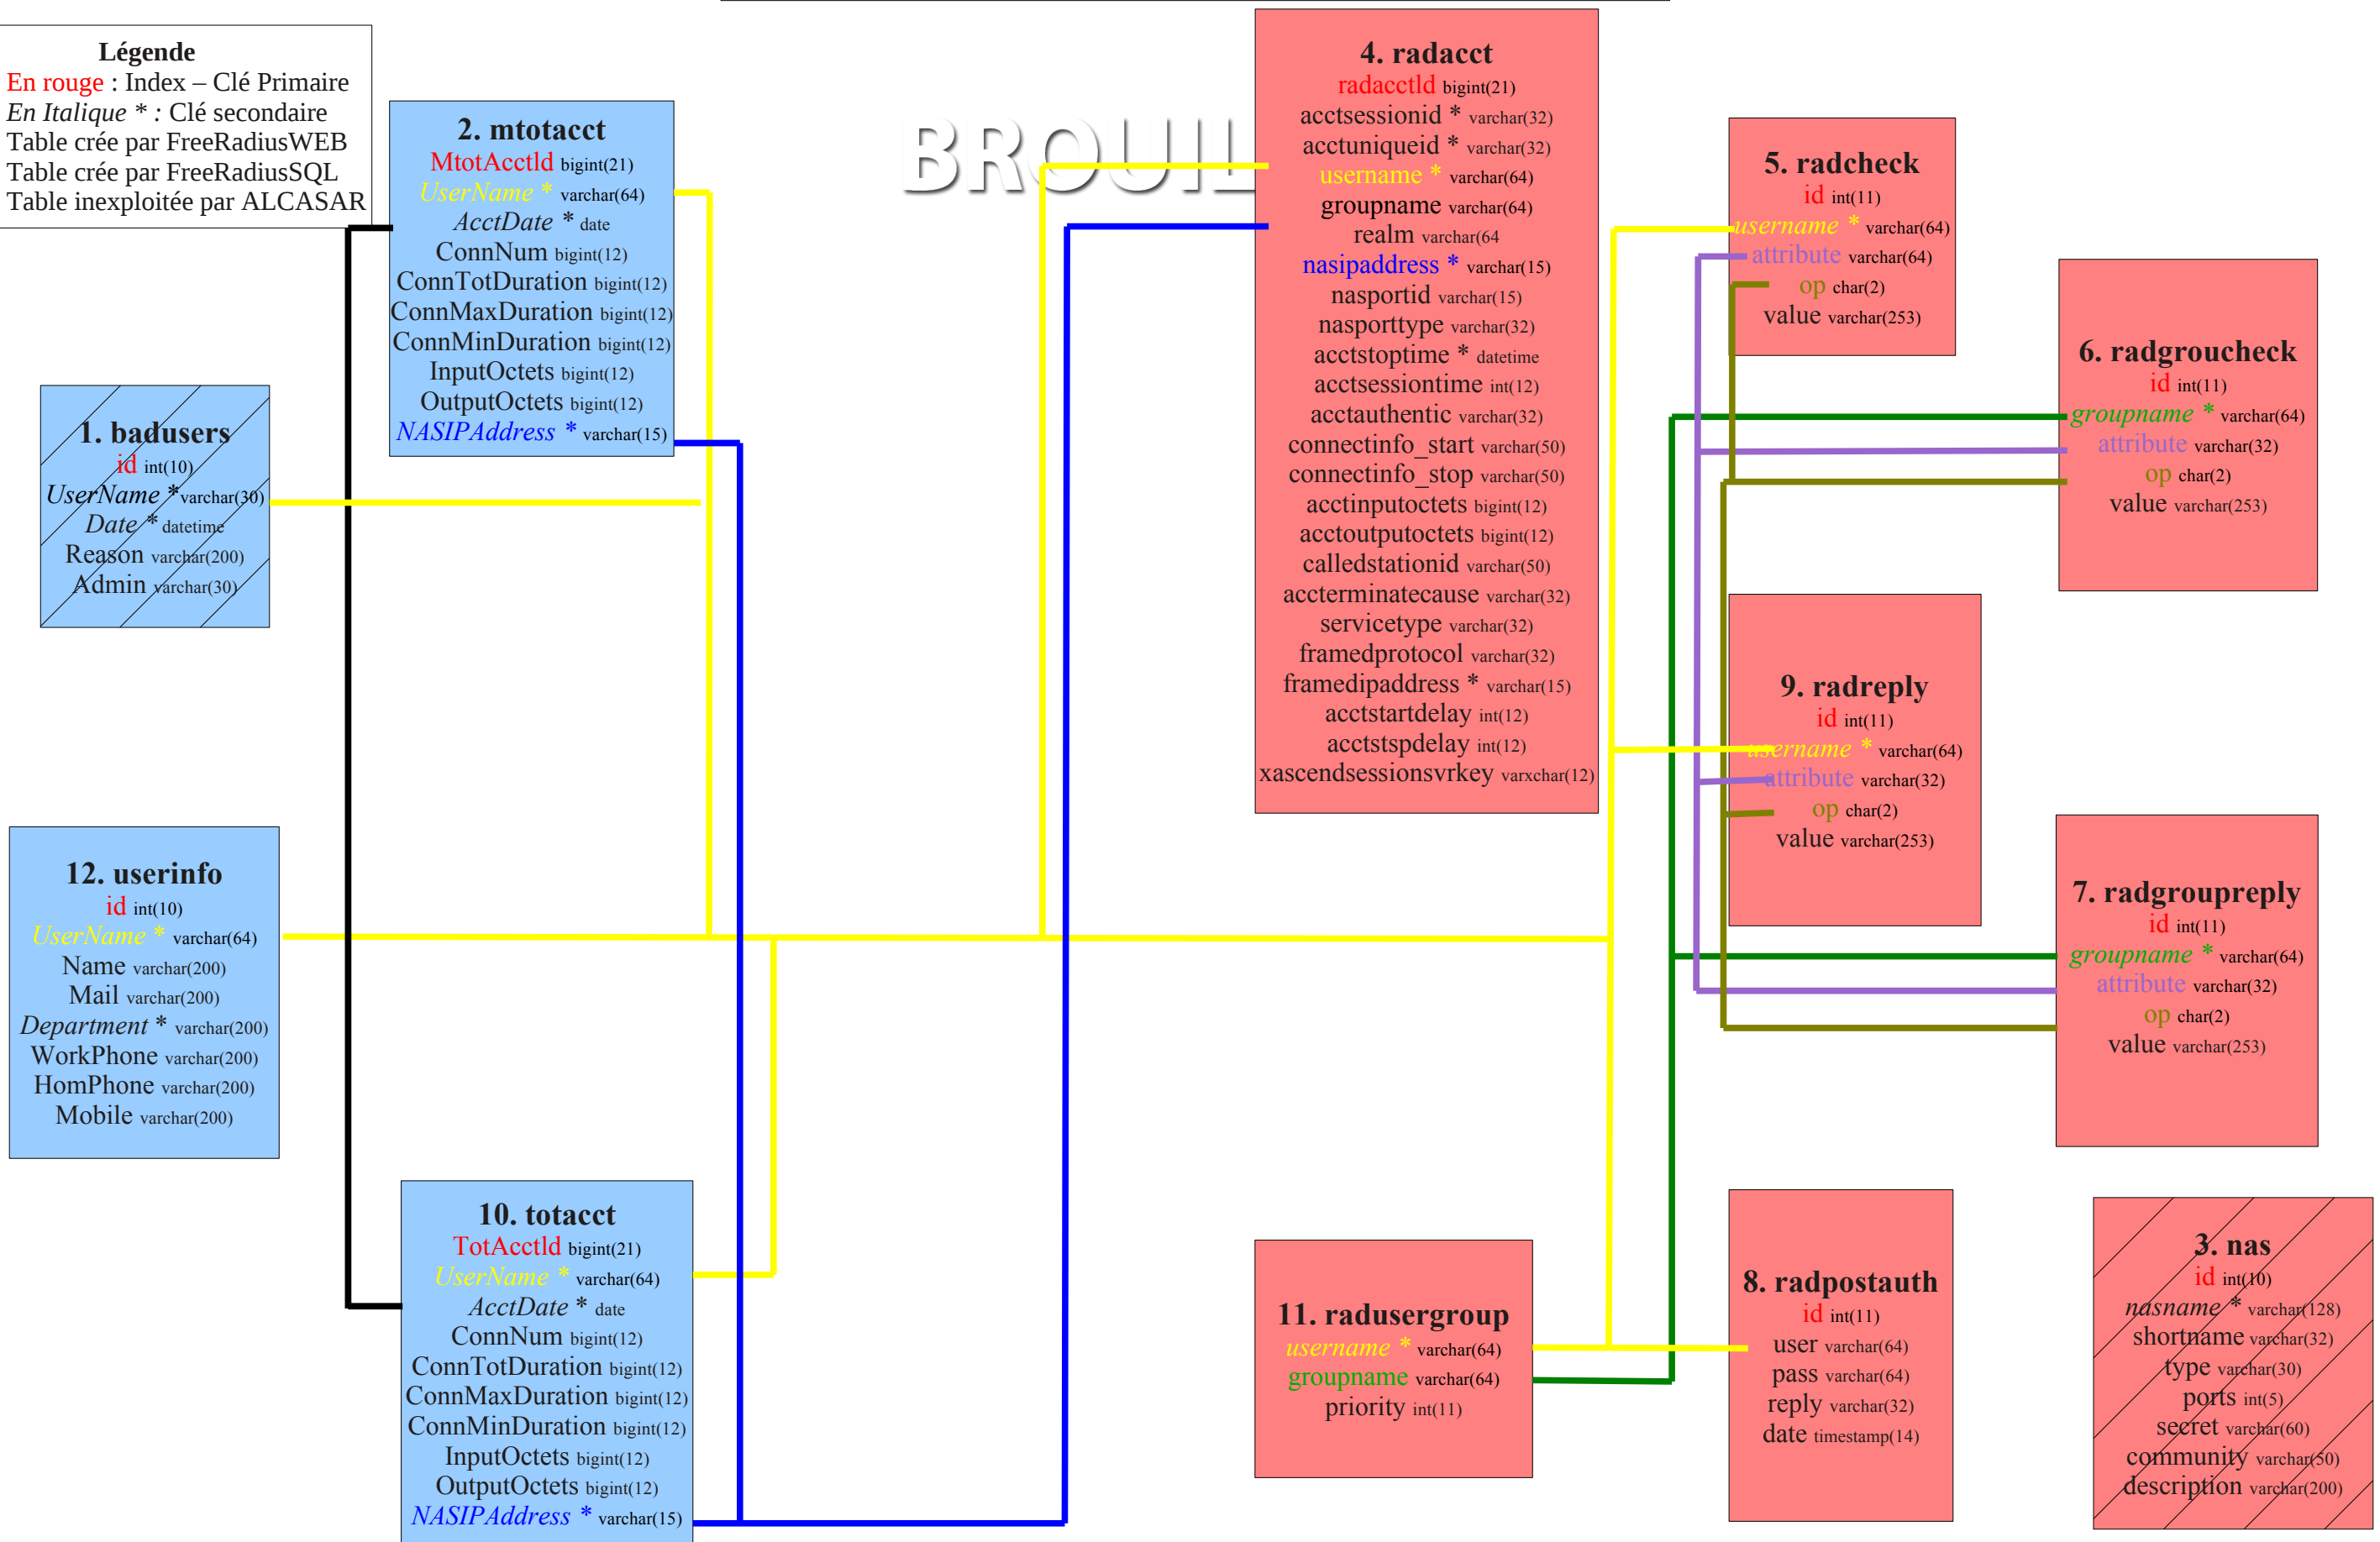 Légende
En rouge : Index – Clé Primaire
En Italique * : Clé secondaire
Table crée par FreeRadiusWEB
Table crée par FreeRadiusSQL
Table inexploitée par ALCASAR
BROUIL
1. badusers
id int(10)
UserName *varchar(30)
Date * datetime
Reason varchar(200)
Admin varchar(30)
2. mtotacct
MtotAcctId bigint(21)
UserName * varchar(64)
AcctDate * date
ConnNum bigint(12)
ConnTotDuration bigint(12)
ConnMaxDuration bigint(12)
ConnMinDuration bigint(12)
InputOctets bigint(12)
OutputOctets bigint(12)
NASIPAddress * varchar(15)
4. radacct
radacctId bigint(21)
acctsessionid * varchar(32)
acctuniqueid * varchar(32)
username * varchar(64)
groupname varchar(64)
realm varchar(64
nasipaddress * varchar(15)
nasportid varchar(15)
nasporttype varchar(32)
acctstoptime * datetime
acctsessiontime int(12)
acctauthentic varchar(32)
connectinfo_start varchar(50)
connectinfo_stop varchar(50)
acctinputoctets bigint(12)
acctoutputoctets bigint(12)
calledstationid varchar(50)
accterminatecause varchar(32)
servicetype varchar(32)
framedprotocol varchar(32)
framedipaddress * varchar(15)
acctstartdelay int(12)
acctstspdelay int(12)
xascendsessionsvrkey varxchar(12)
5. radcheck
id int(11)
username * varchar(64)
attribute varchar(64)
op char(2)
value varchar(253)
6. radgroucheck
id int(11)
groupname * varchar(64)
attribute varchar(32)
op char(2)
value varchar(253)
9. radreply
id int(11)
username * varchar(64)
attribute varchar(32)
op char(2)
value varchar(253)
12. userinfo
id int(10)
UserName * varchar(64)
Name varchar(200)
Mail varchar(200)
Department * varchar(200)
WorkPhone varchar(200)
HomPhone varchar(200)
Mobile varchar(200)
7. radgroupreply
id int(11)
groupname * varchar(64)
attribute varchar(32)
op char(2)
value varchar(253)
10. totacct
TotAcctId bigint(21)
UserName * varchar(64)
AcctDate * date
ConnNum bigint(12)
ConnTotDuration bigint(12)
ConnMaxDuration bigint(12)
ConnMinDuration bigint(12)
InputOctets bigint(12)
OutputOctets bigint(12)
NASIPAddress * varchar(15)
11. radusergroup
username * varchar(64)
groupname varchar(64)
priority int(11)
8. radpostauth
id int(11)
user varchar(64)
pass varchar(64)
reply varchar(32)
date timestamp(14)
3. nas
id int(10)
nasname * varchar(128)
shortname varchar(32)
type varchar(30)
ports int(5)
secret varchar(60)
community varchar(50)
description varchar(200)